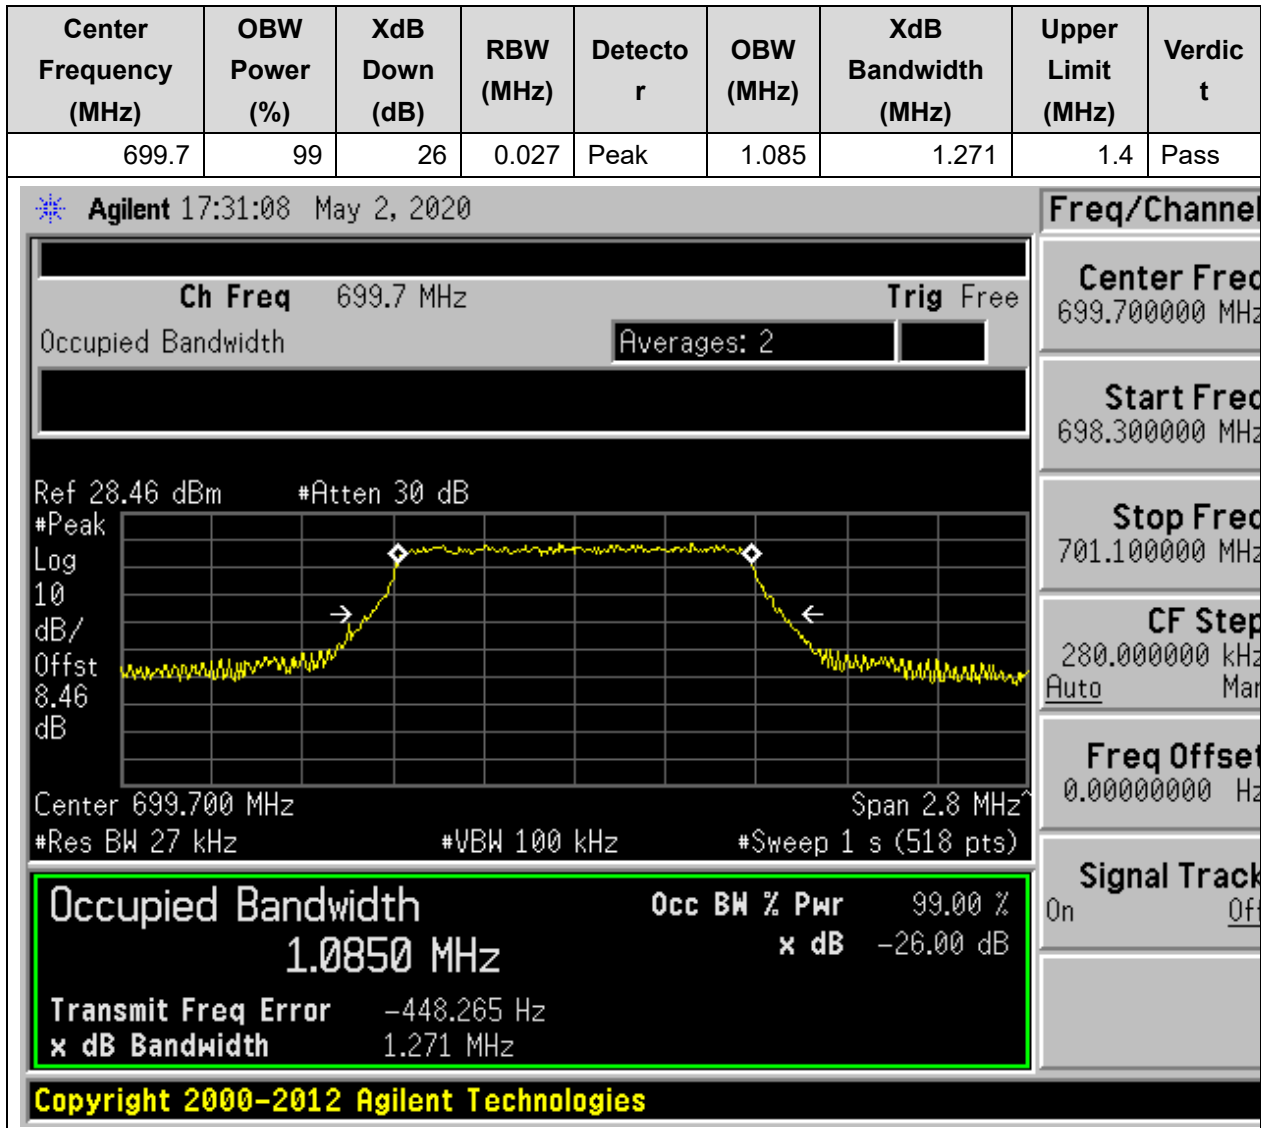 Center Frequency (MHz) OBW Power (%) XdB Down (dB) RBW (MHz) Detecto r OBW (MHz) XdB Bandwidth (MHz) Upper Limit (MHz) Verdic t
699.7 99 26 0.027 Peak 1.085 1.271 1.4 Pass
Agilent 17:31:08 May 2, 2020
Ch Freq 699.7 MHz Trig Free
Occupied Bandwidth Averages: 2
Ref 28.46 dBm #Atten 30 dB
#Peak
Log
10
dB/
Offst
8.46
dB
Center 699.700 MHz Span 2.8 MHz^
#Res BW 27 kHz #VBW 100 kHz #Sweep 1 s (518 pts)
Occupied Bandwidth Occ BW % Pwr 99.00 %
1.0850 MHz x dB -26.00 dB
Transmit Freq Error -448.265 Hz
x dB Bandwidth 1.271 MHz
Copyright 2000-2012 Agilent Technologies
Freq/Channel
Center Freq
699.700000 MHz
Start Freq
698.300000 MHz
Stop Freq
701.100000 MHz
CF Step
280.000000 kHz
Auto Man
Freq Offset
0.00000000 Hz
Signal Track
On Off